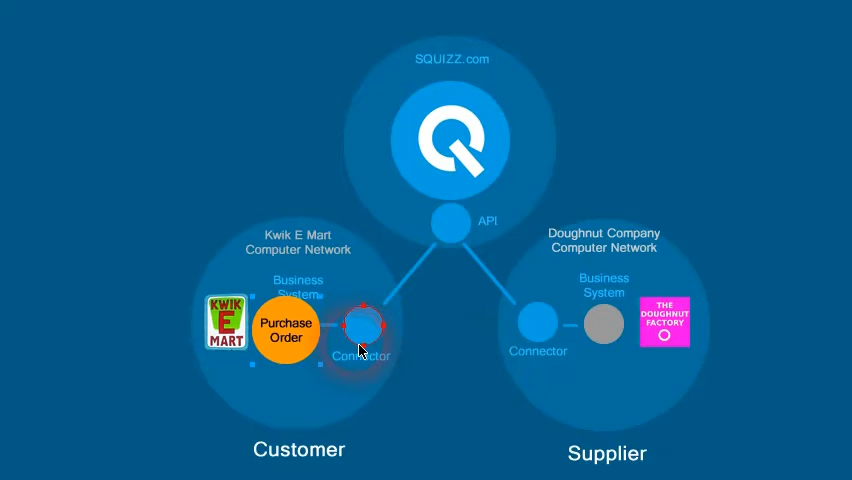 SQUIZZ.com
API
Kwik E Mart
Computer Network
Business
System
KWIK
E
MART
Purchase
Order
Connector
Customer
Doughnut Company
Computer Network
Business
System
THE
DOUGHNUT
FACTORY
Connector
Supplier